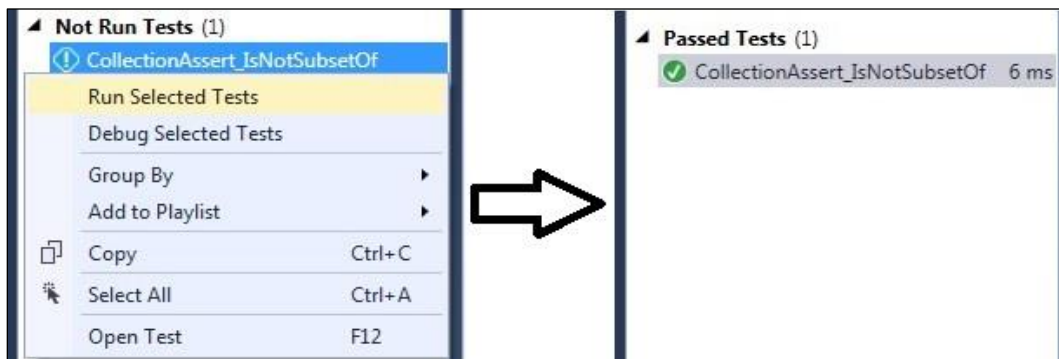 Not Run Tests (1)
CollectionAssert_IsNotSubsetOf
Run Selected Tests
Debug Selected Tests
Group By
Add to Playlist
Copy Ctrl+C
Select All Ctrl+A
Open Test F12
Passed Tests (1)
CollectionAssert_IsNotSubsetOf 6 ms